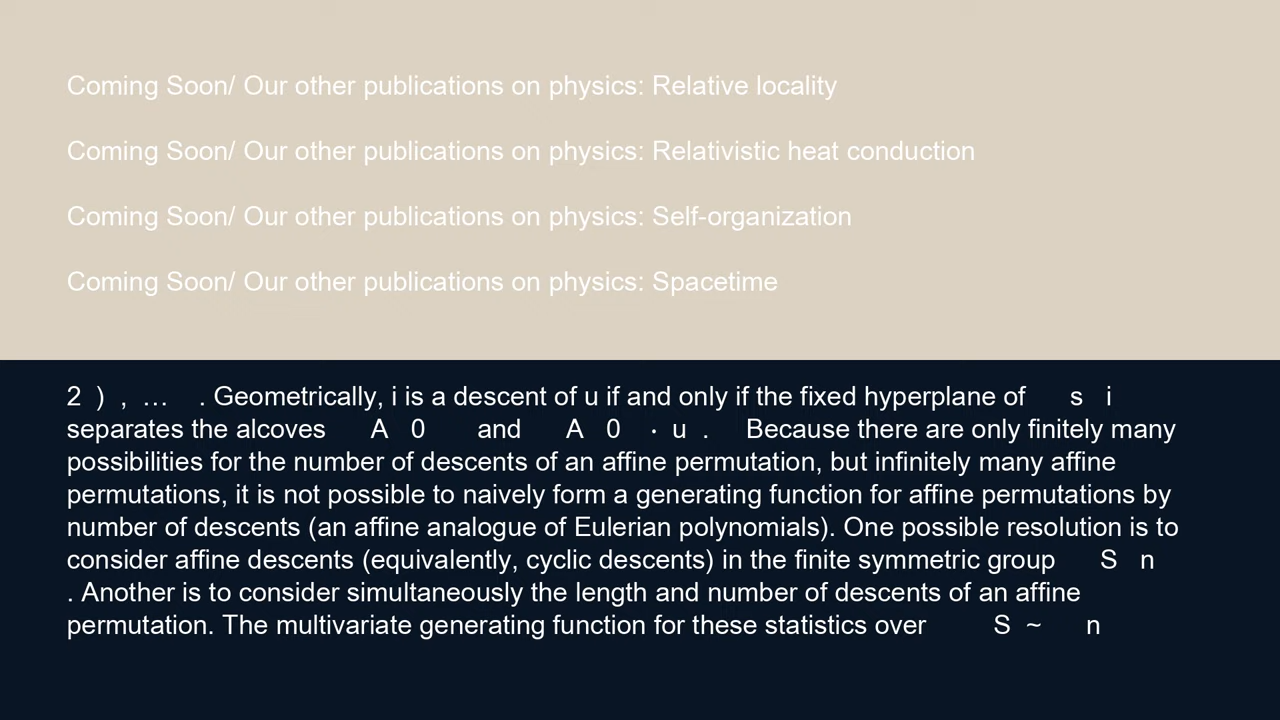 Coming Soon/ Our other publications on physics: Relative locality
Coming Soon/ Our other publications on physics: Relativistic heat conduction
Coming Soon/ Our other publications on physics: Self-organization
Coming Soon/ Our other publications on physics: Spacetime
2 ) , … . Geometrically, i is a descent of u if and only if the fixed hyperplane of s i
separates the alcoves A 0 and A 0 ⋅ u . Because there are only finitely many
possibilities for the number of descents of an affine permutation, but infinitely many affine
permutations, it is not possible to naively form a generating function for affine permutations by
number of descents (an affine analogue of Eulerian polynomials). One possible resolution is to
consider affine descents (equivalently, cyclic descents) in the finite symmetric group S n
. Another is to consider simultaneously the length and number of descents of an affine
permutation. The multivariate generating function for these statistics over S ~ n